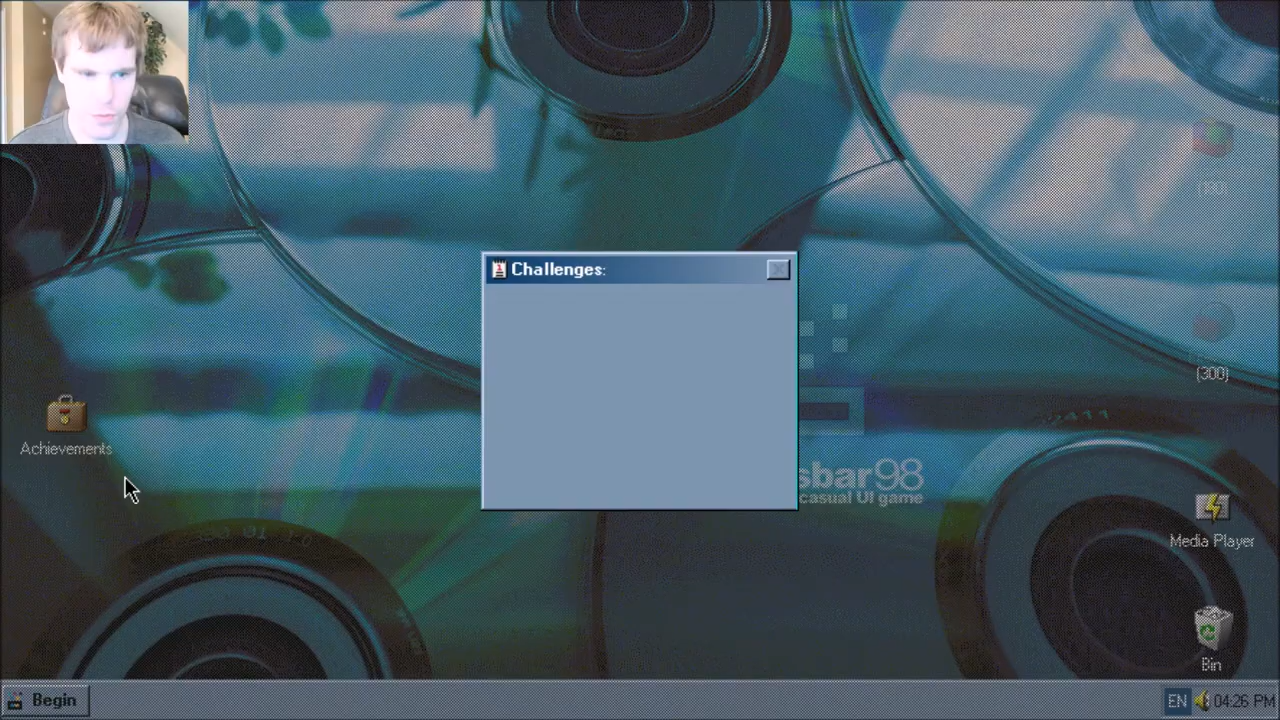 Challenges:
(300)
Achievements
sbar98
casual UI game
Media Player
Bin
Begin
EN 04:26 PM